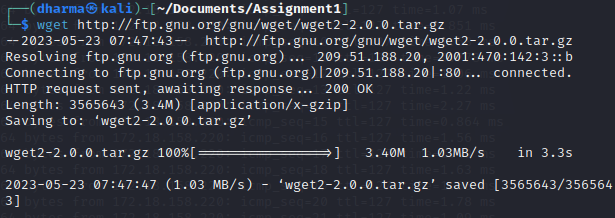 ┌──(dharma㉿kali)-[~/Documents/Assignment1]
└─$ wget http://ftp.gnu.org/gnu/wget/wget2-2.0.0.tar.gz
--2023-05-23 07:47:43--  http://ftp.gnu.org/gnu/wget/wget2-2.0.0.tar.gz
Resolving ftp.gnu.org (ftp.gnu.org)... 209.51.188.20, 2001:470:142:3::b
Connecting to ftp.gnu.org (ftp.gnu.org)|209.51.188.20|:80... connected.
HTTP request sent, awaiting response... 200 OK
Length: 3565643 (3.4M) [application/x-gzip]
Saving to: ‘wget2-2.0.0.tar.gz’
wget2-2.0.0.tar.gz 100%[=================>]   3.40M  1.03MB/s    in 3.3s
2023-05-23 07:47:47 (1.03 MB/s) - ‘wget2-2.0.0.tar.gz’ saved [3565643/356564
3]